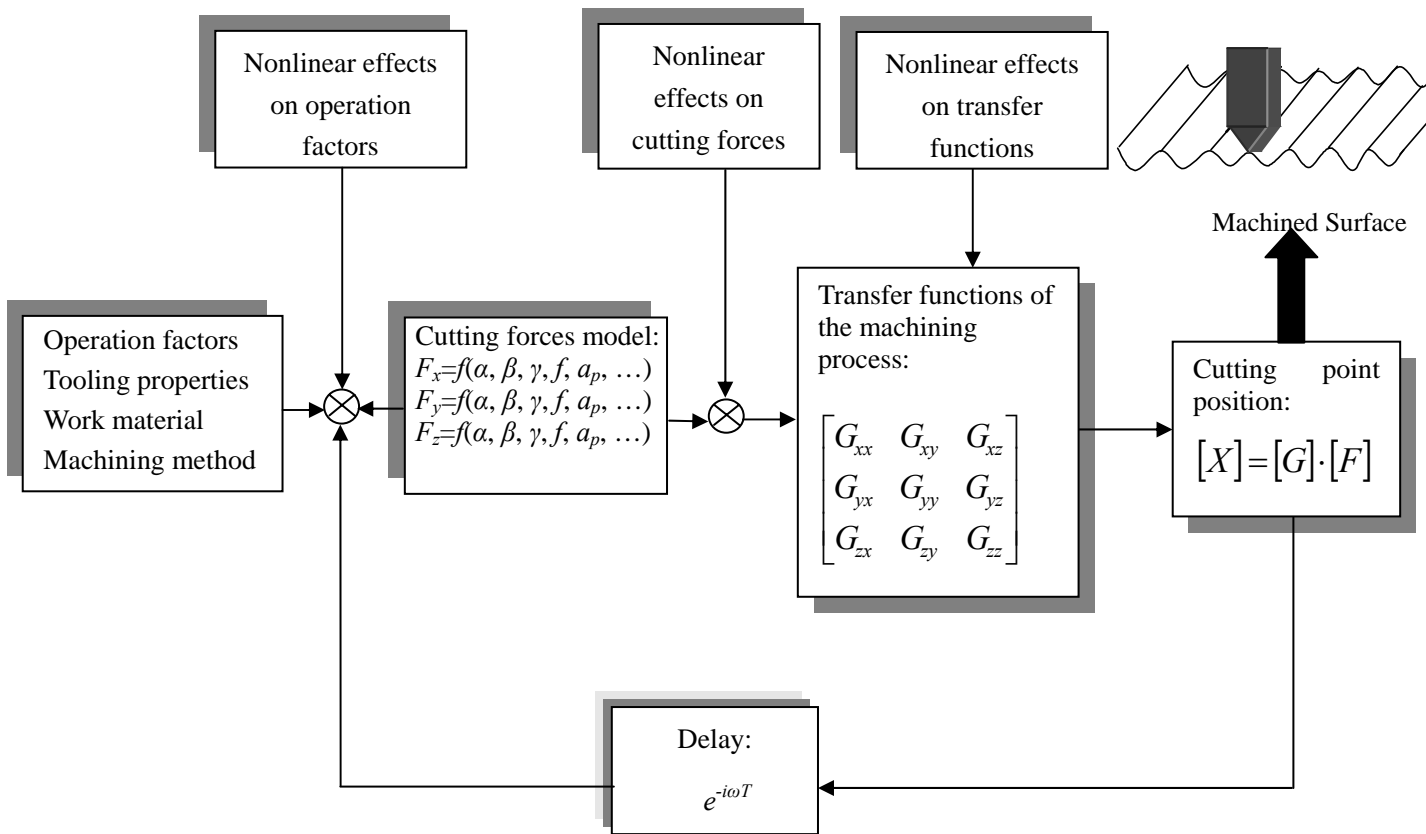 Nonlinear effects
on operation
factors
Nonlinear
effects on
cutting forces
Nonlinear effects
on transfer
functions
Machined Surface
Operation factors
Tooling properties
Work material
Machining method
Cutting forces model:
Fx=f(α, β, γ, f, ap, …)
Fy=f(α, β, γ, f, ap, …)
Fz=f(α, β, γ, f, ap, …)
Transfer functions of
the machining
process:
Gxx Gxy Gxz
Gyx Gyy Gyz
Gzx Gzy Gzz
Cutting point
position:
[X]=[G]·[F]
Delay:
e^-iωT